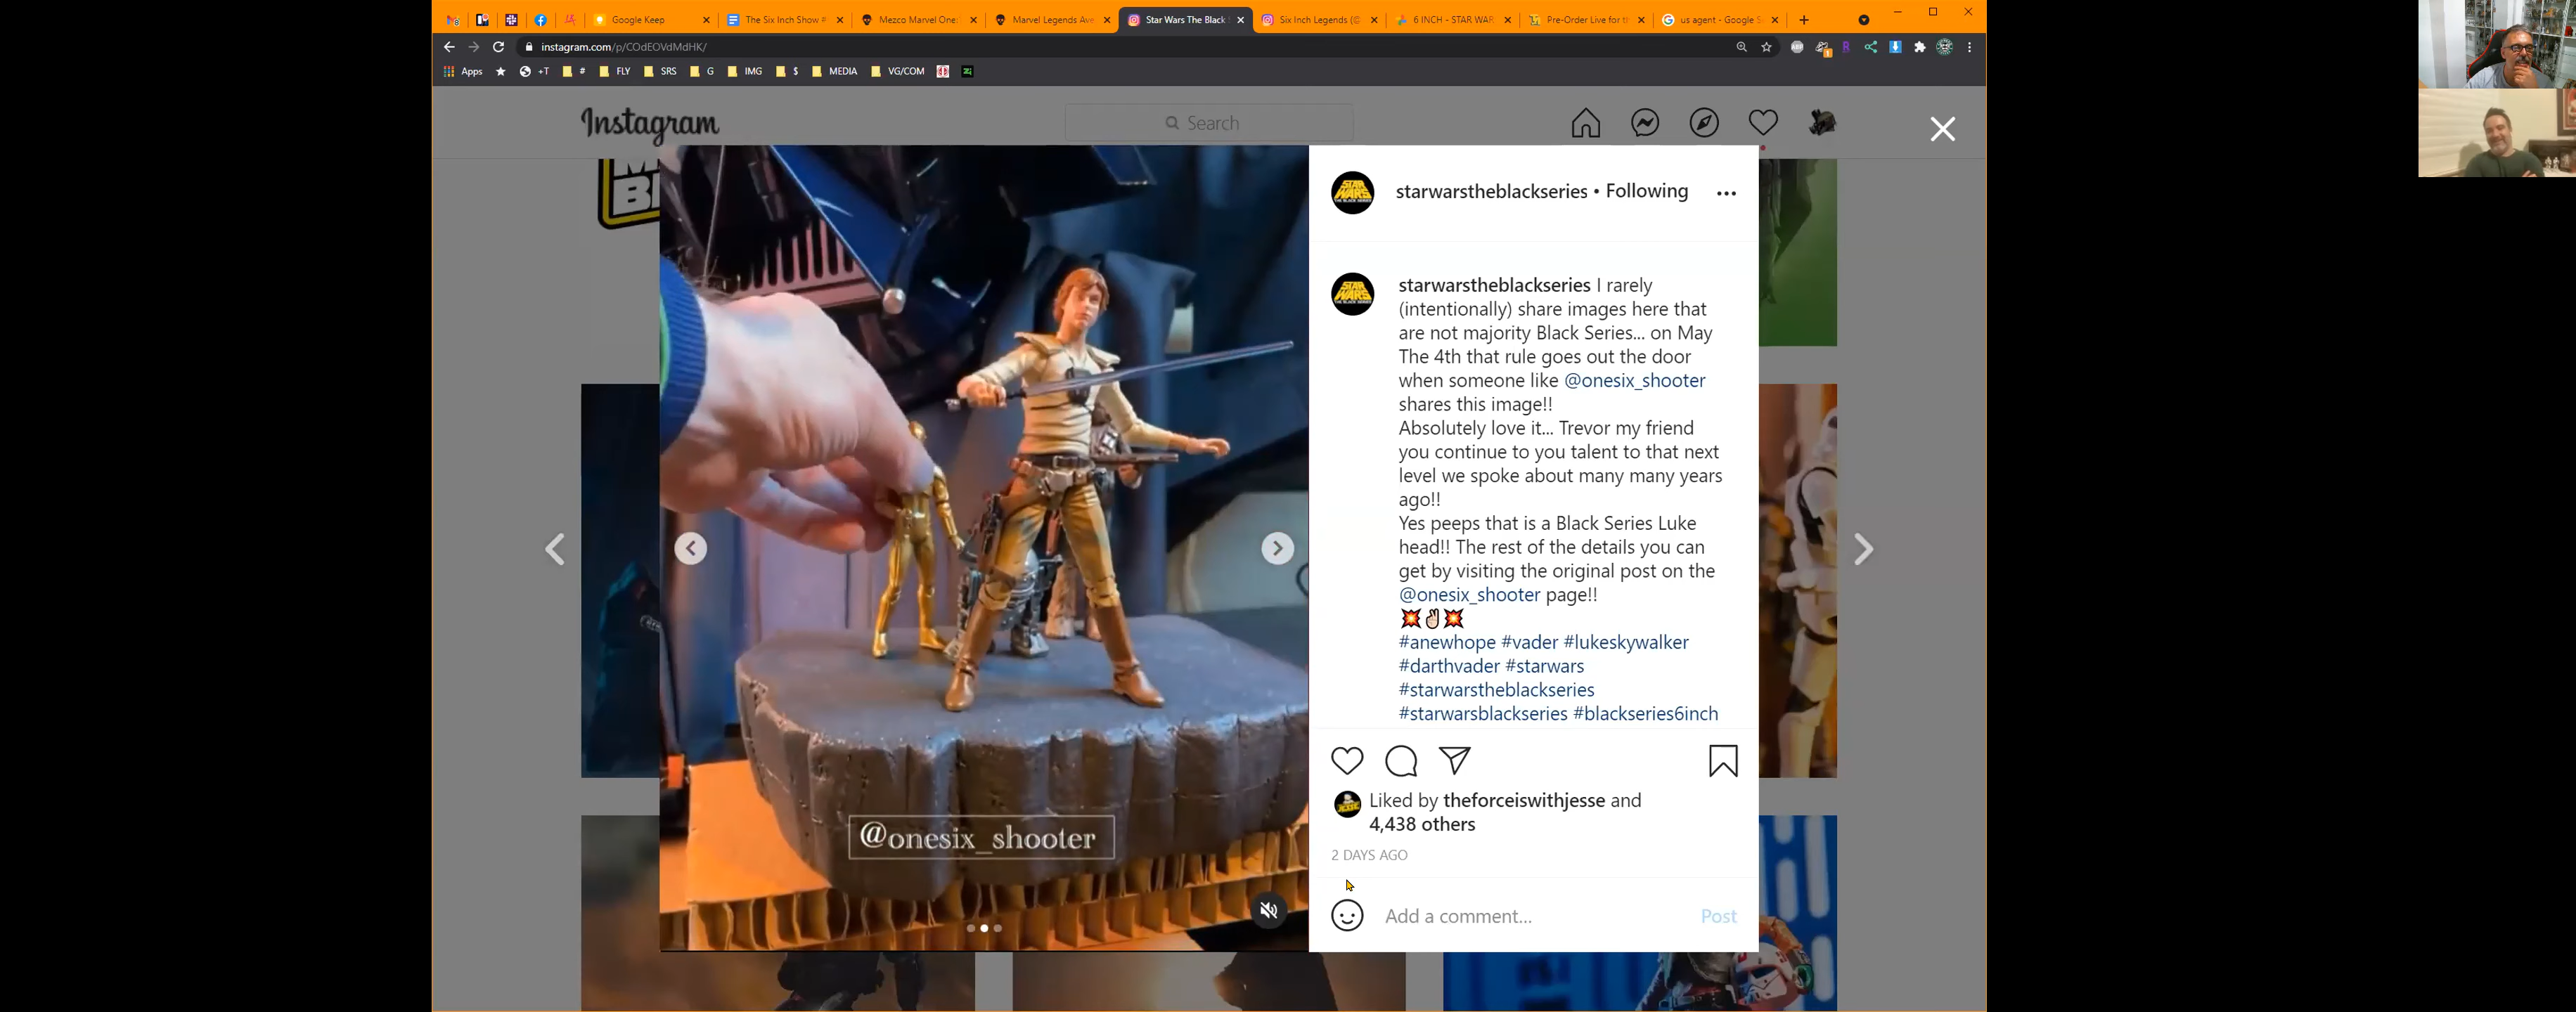 Google Keep
The Six Inch Show
Mezco Marvel One:
Marvel Legends Ave
Star Wars The Black
Six Inch Legends (@
6 INCH - STAR WAR
Pre-Order Live for th
us agent - Google S
instagram.com/p/COdEOVdMdHK/
Apps
+T
#
FLY
SRS
G
IMG
$
MEDIA
VG/COM
Instagram
Search
starwarstheblackseries • Following
starwarstheblackseries I rarely
(intentionally) share images here that
are not majority Black Series... on May
The 4th that rule goes out the door
when someone like @onesix_shooter
shares this image!!
Absolutely love it... Trevor my friend
you continue to you talent to that next
level we spoke about many many years
ago!!
Yes peeps that is a Black Series Luke
head!! The rest of the details you can
get by visiting the original post on the
@onesix_shooter page!!
💥✌🏻💥
#anewhope #vader #lukeskywalker
#darthvader #starwars
#starwarstheblackseries
#starwarsblackseries #blackseries6inch
Liked by theforceiswithjesse and
4,438 others
2 DAYS AGO
Add a comment...
Post
@onesix_shooter